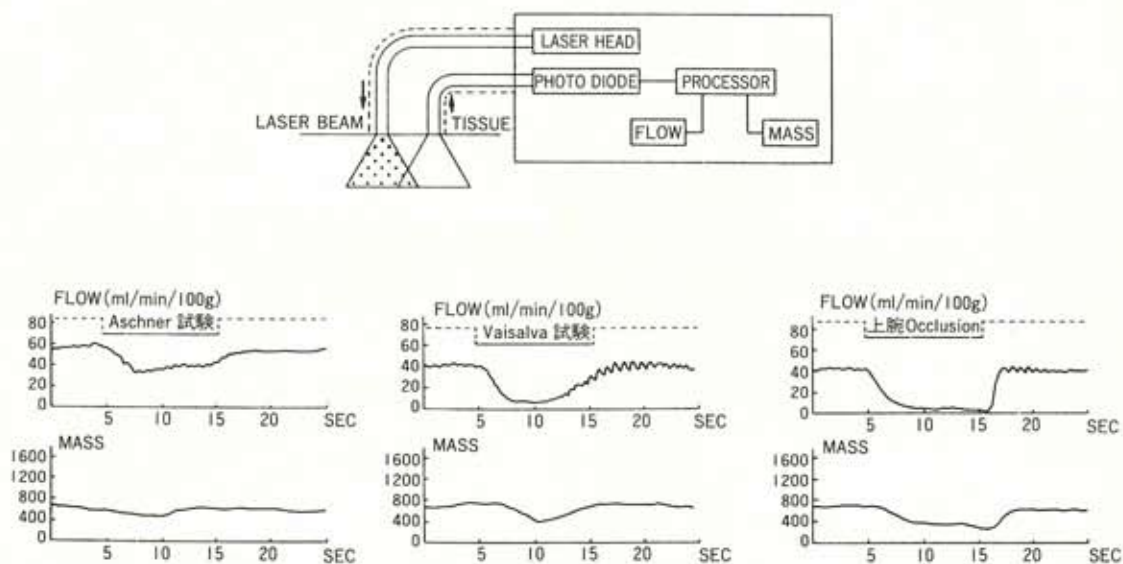 LASER HEAD
PHOTO DIODE
PROCESSOR
LASER BEAM
TISSUE
FLOW
MASS
FLOW(ml/min/100g)
Aschner 試験
80
60
40
20
0
5
10
15
20
SEC
MASS
1600
1200
800
400
0
5
10
15
20
SEC
FLOW(ml/min/100g)
Vaisalva 試験
80
60
40
20
0
5
10
15
20
SEC
MASS
1600
1200
800
400
0
5
10
15
20
SEC
FLOW(ml/min/100g)
上腕Occlusion
80
60
40
20
0
5
10
15
20
SEC
MASS
1600
1200
800
400
0
5
10
15
20
SEC